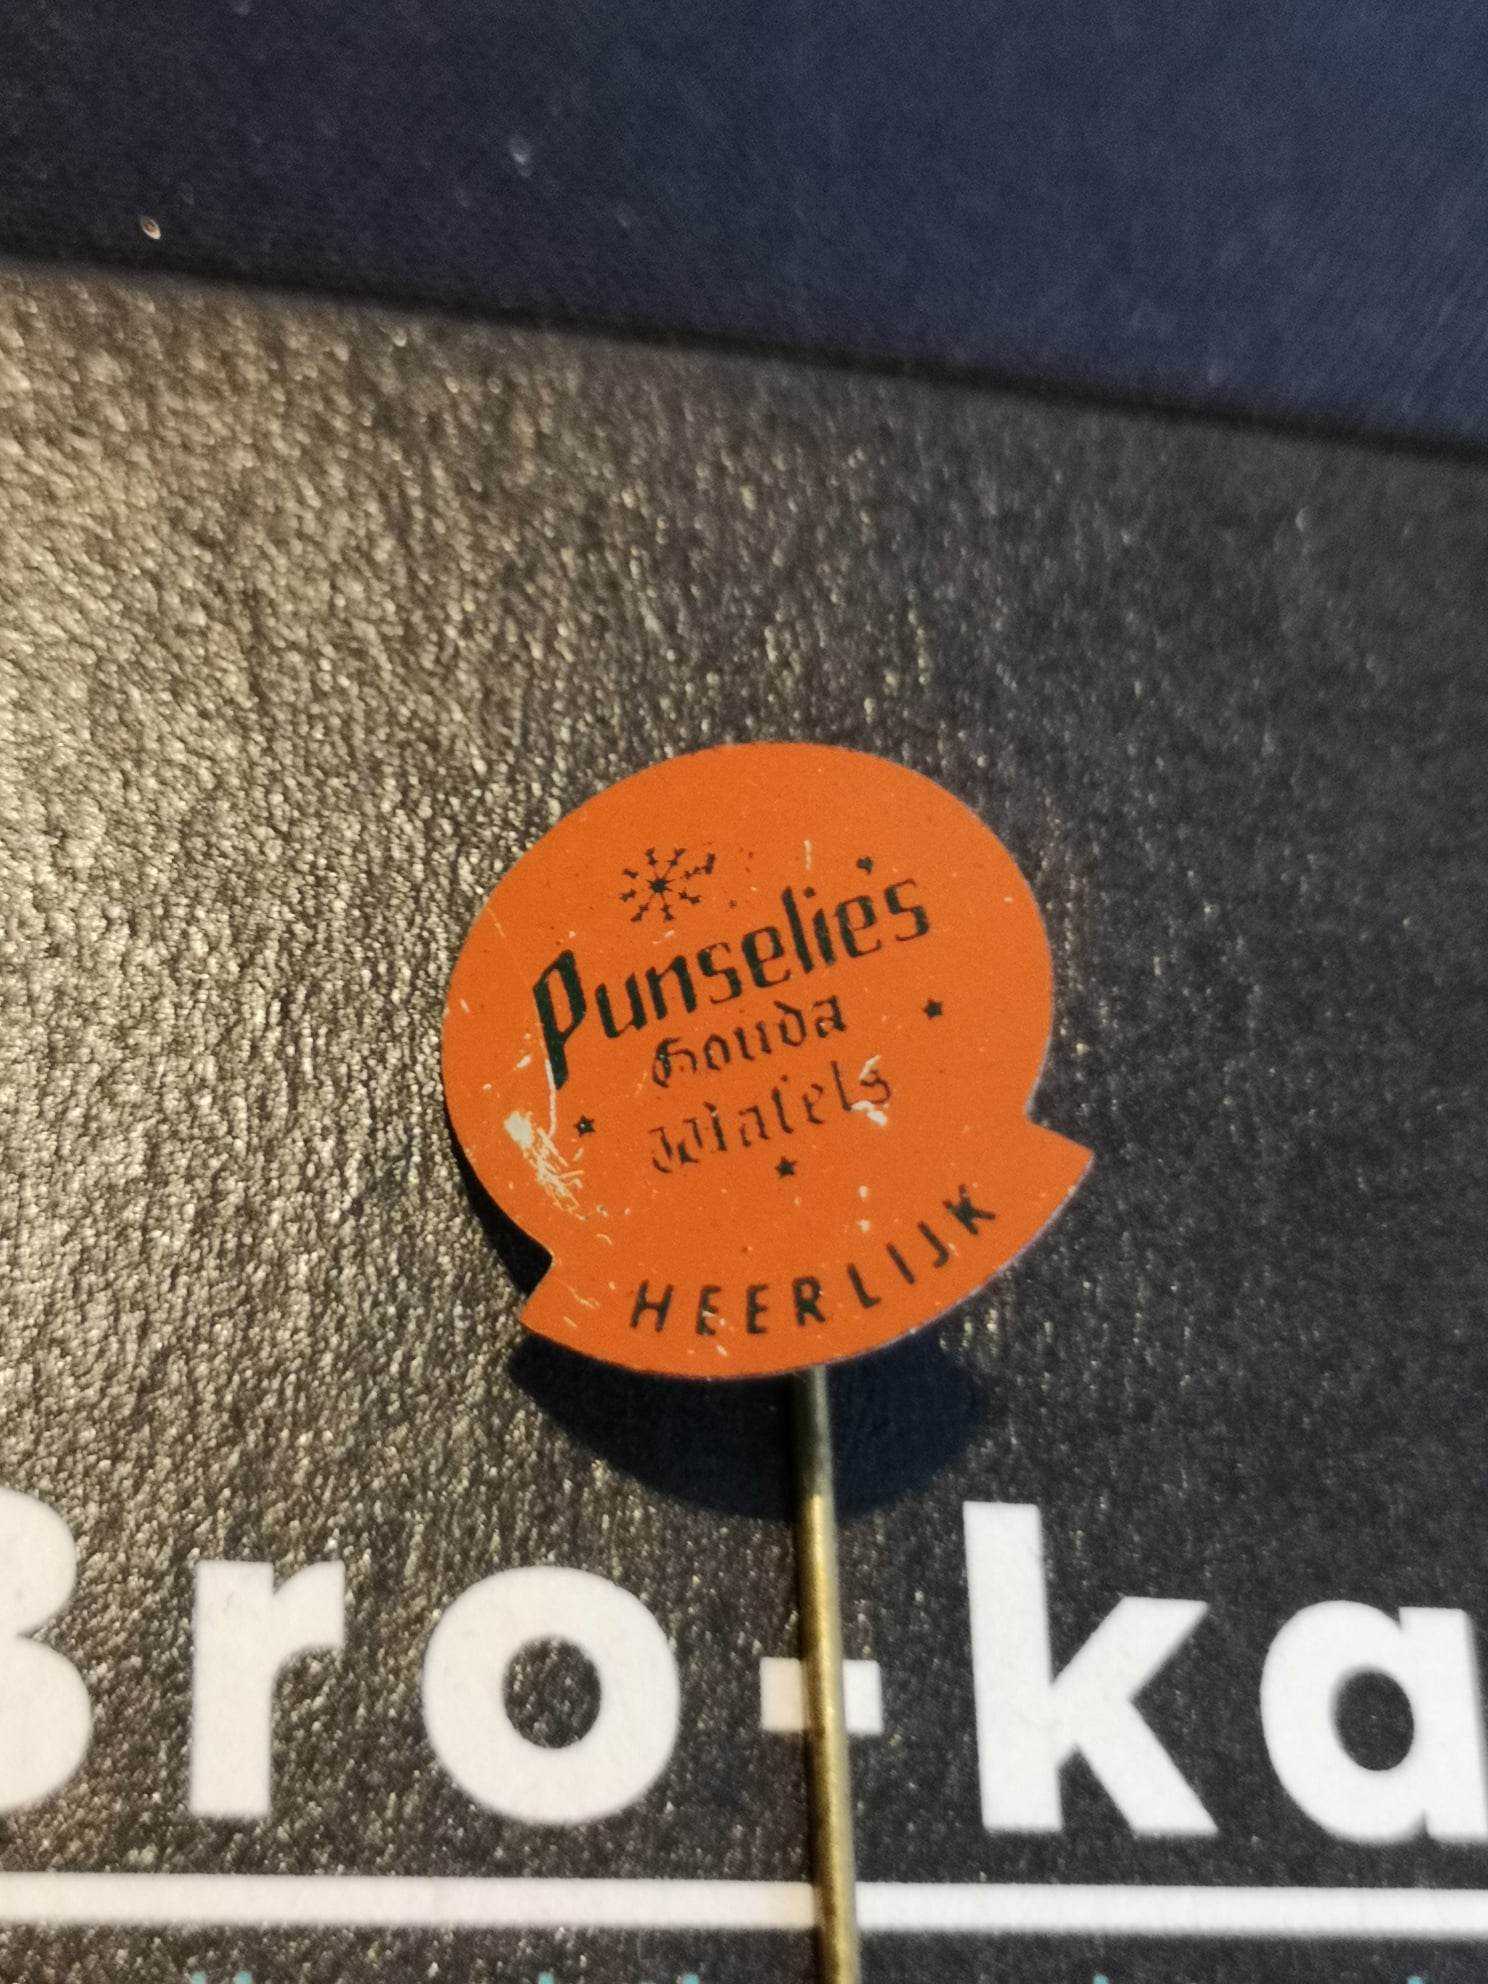 Punselie's
Gouda
Wafels
HEERLIJK
Bro-ka